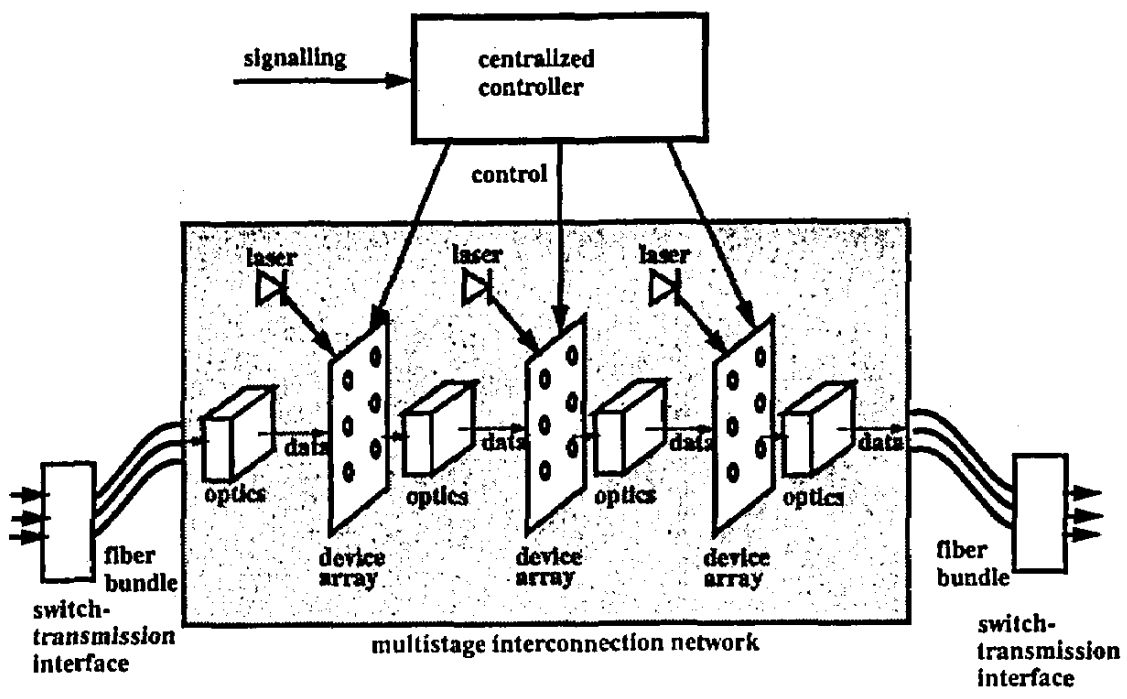 signalling
centralized
controller
control
laser
laser
laser
data
data
data
data
optics
optics
optics
optics
fiber
bundle
device
array
device
array
device
array
fiber
bundle
switch-
transmission
interface
multistage interconnection network
switch-
transmission
interface